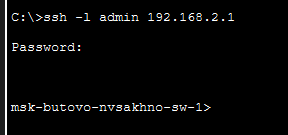 C:\>ssh -l admin 192.168.2.1
Password:
msk-butovo-nvsakhno-sw-1>